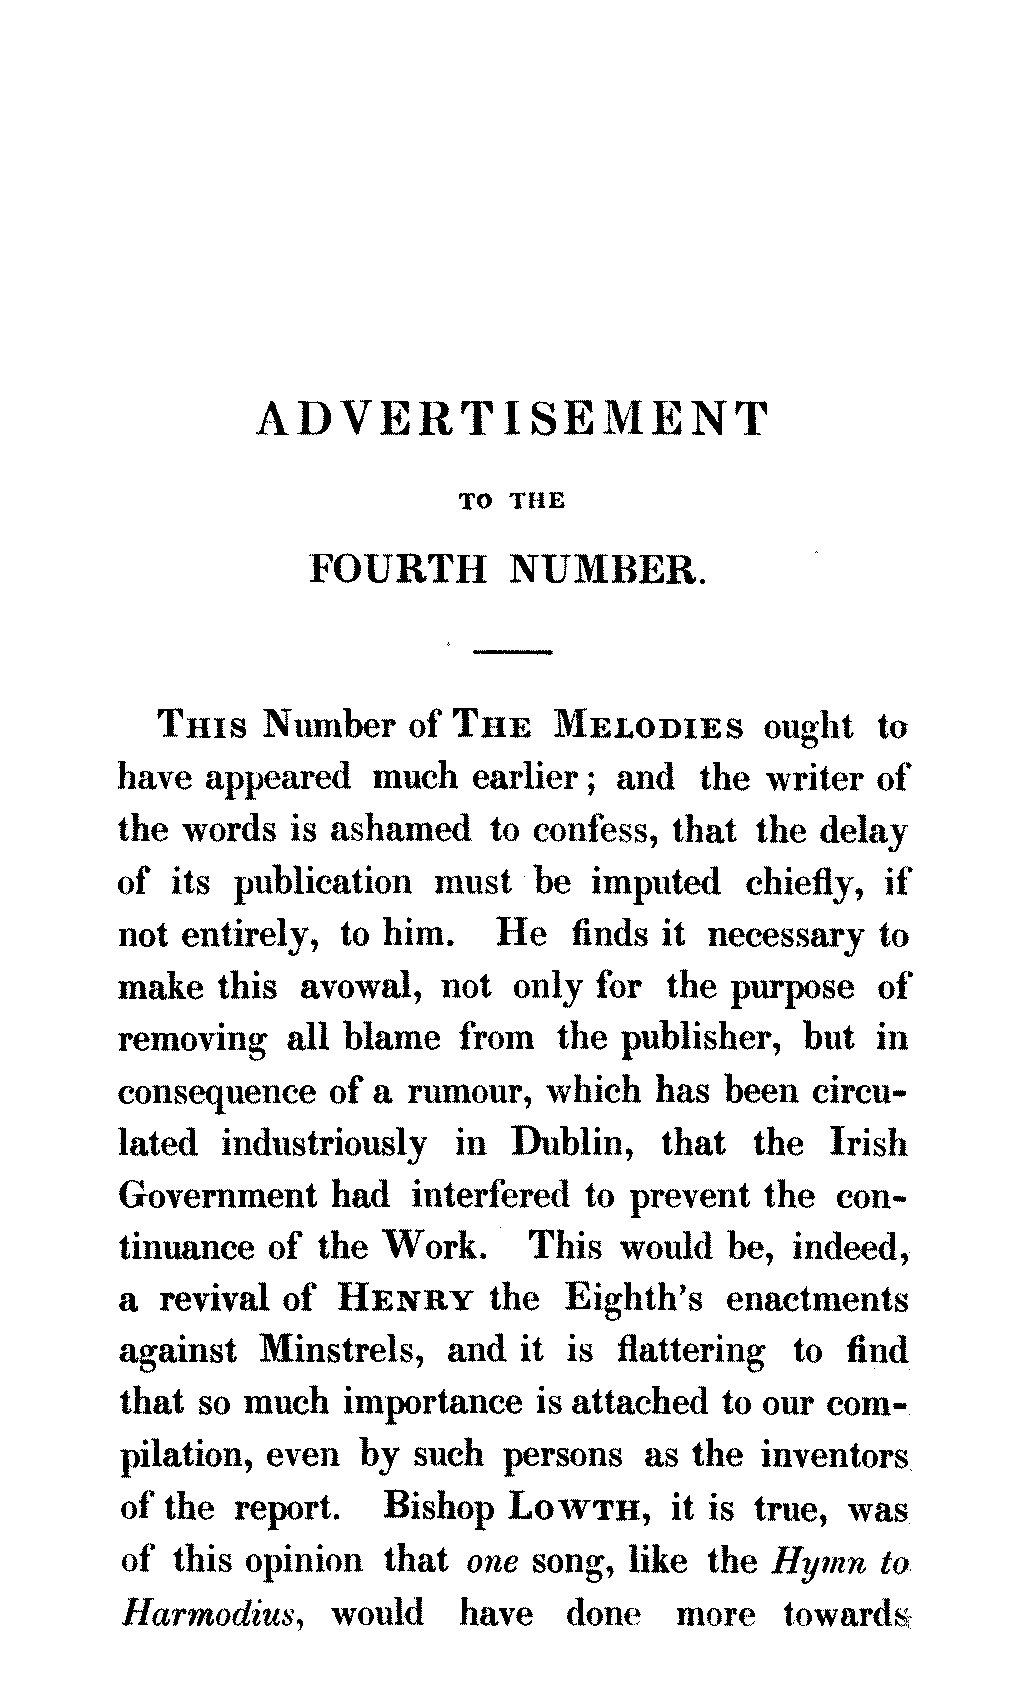 ADVERTISEMENT
TO THE
FOURTH NUMBER.
THIS Number of THE MELODIES ought to
have appeared much earlier; and the writer of
the words is ashamed to confess, that the delay
of its publication must be imputed chiefly, if
not entirely, to him. He finds it necessary to
make this avowal, not only for the purpose of
removing all blame from the publisher, but in
consequence of a rumour, which has been circu-
lated industriously in Dublin, that the Irish
Government had interfered to prevent the con-
tinuance of the Work. This would be, indeed,
a revival of HENRY the Eighth's enactments
against Minstrels, and it is flattering to find
that so much importance is attached to our com-
pilation, even by such persons as the inventors
of the report. Bishop LOWTH, it is true, was
of this opinion that one song, like the Hymn to
Harmodius, would have done more towards